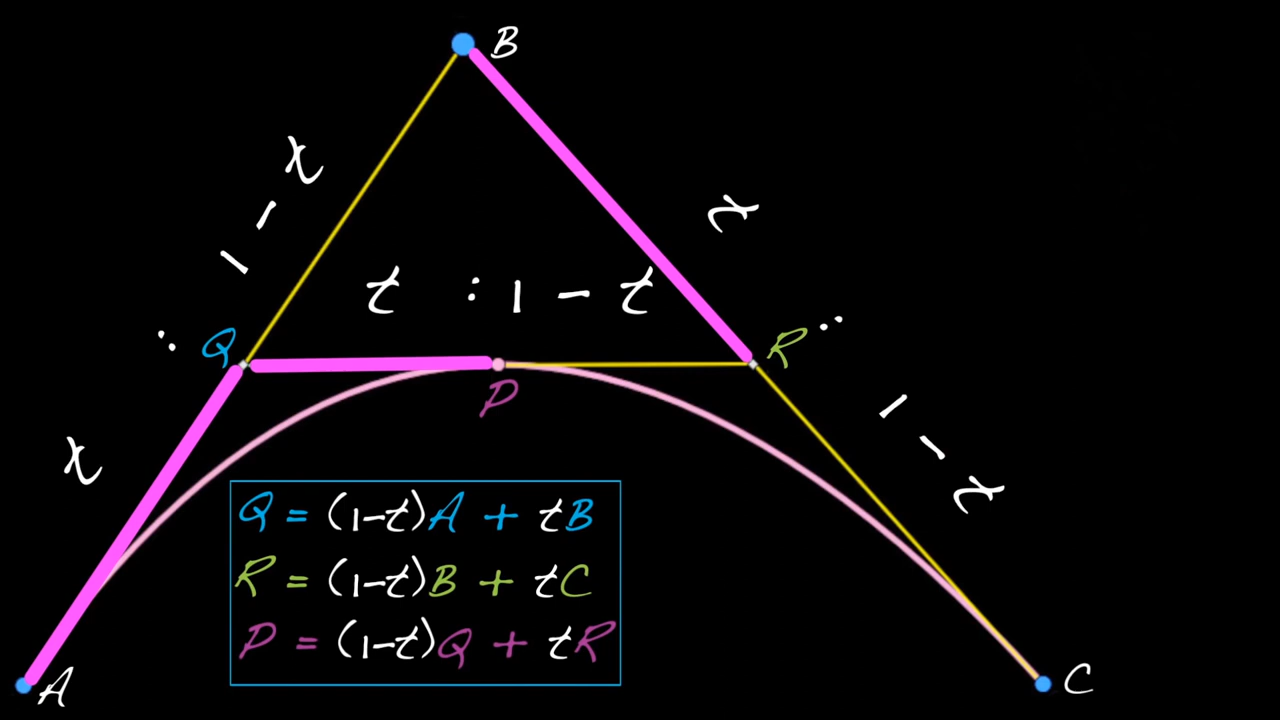 B
1 - t
t
t : 1 - t
:
Q
R
:
P
1 - t
t
Q = (1-t)A + tB
R = (1-t)B + tC
P = (1-t)Q + tR
A
C